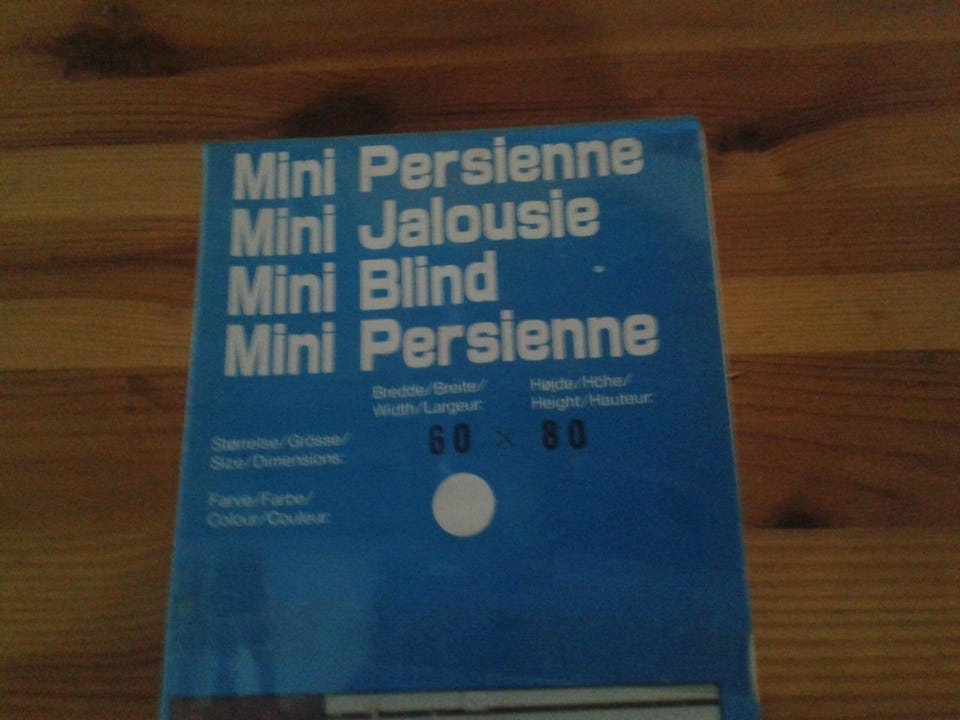 Mini Persienne
Mini Jalousie
Mini Blind
Mini Persienne
Bredde/Breite/
Width/Largeur:
Højde/Höhe/
Height/Hauteur:
Størrelse/Grösse/
Size/Dimensions:
60 × 80
Farve/Farbe/
Colour/Couleur: